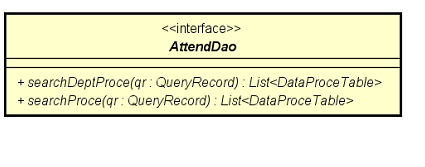 <<interface>>
AttendDao
+ searchDeptProce(qr : QueryRecord) : List<DataProceTable>
+ searchProce(qr : QueryRecord) : List<DataProceTable>